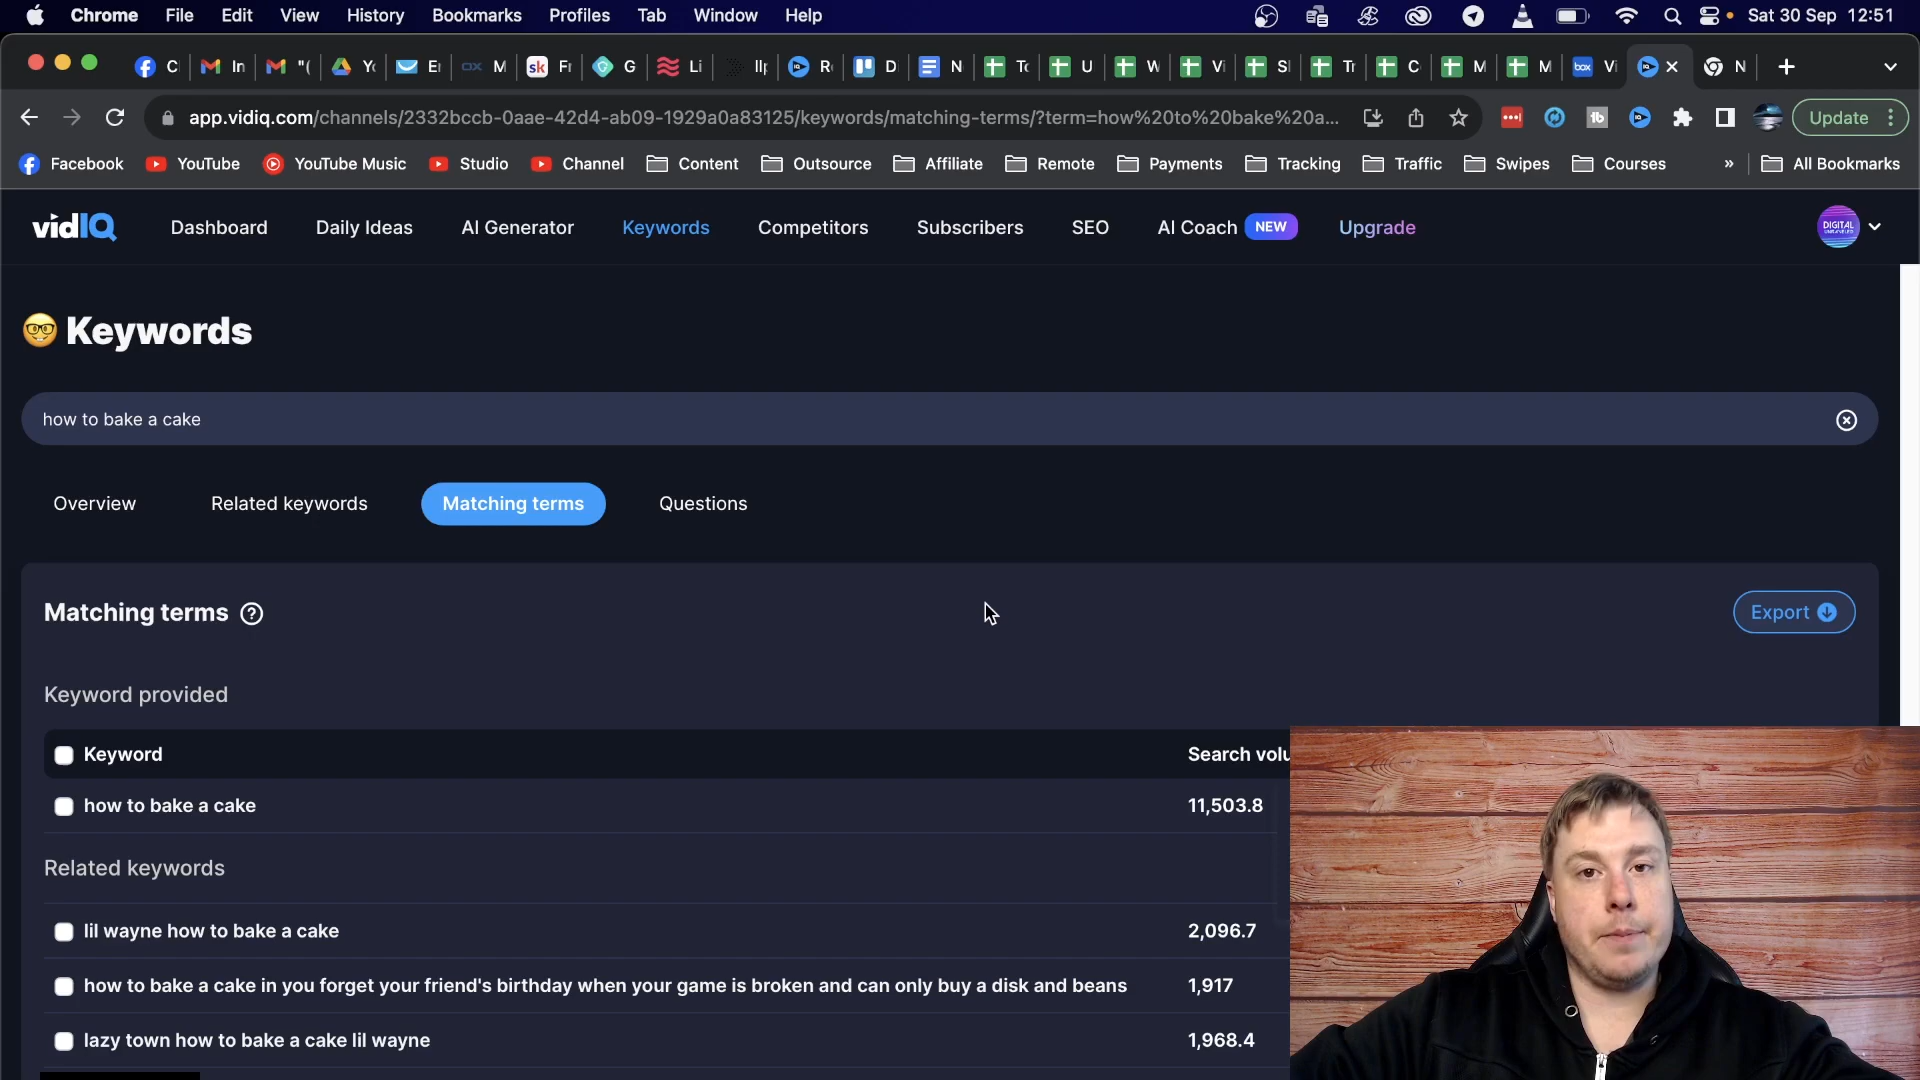 Chrome File Edit View History Bookmarks Profiles Tab Window Help Sat 30 Sep 12:51
app.vidiq.com/channels/2332bccb-0aae-42d4-ab09-1929a0a83125/keywords/matching-terms/?term=how%20to%20bake%20a... Update
Facebook YouTube YouTube Music Studio Channel Content Outsource Affiliate Remote Payments Tracking Traffic Swipes Courses » All Bookmarks
vidIQ Dashboard Daily Ideas AI Generator Keywords Competitors Subscribers SEO AI Coach NEW Upgrade
Keywords
how to bake a cake
Overview Related keywords Matching terms Questions
Matching terms Export
Keyword provided
Keyword Search volu
how to bake a cake 11,503.8
Related keywords
lil wayne how to bake a cake 2,096.7
how to bake a cake in you forget your friend's birthday when your game is broken and can only buy a disk and beans 1,917
lazy town how to bake a cake lil wayne 1,968.4